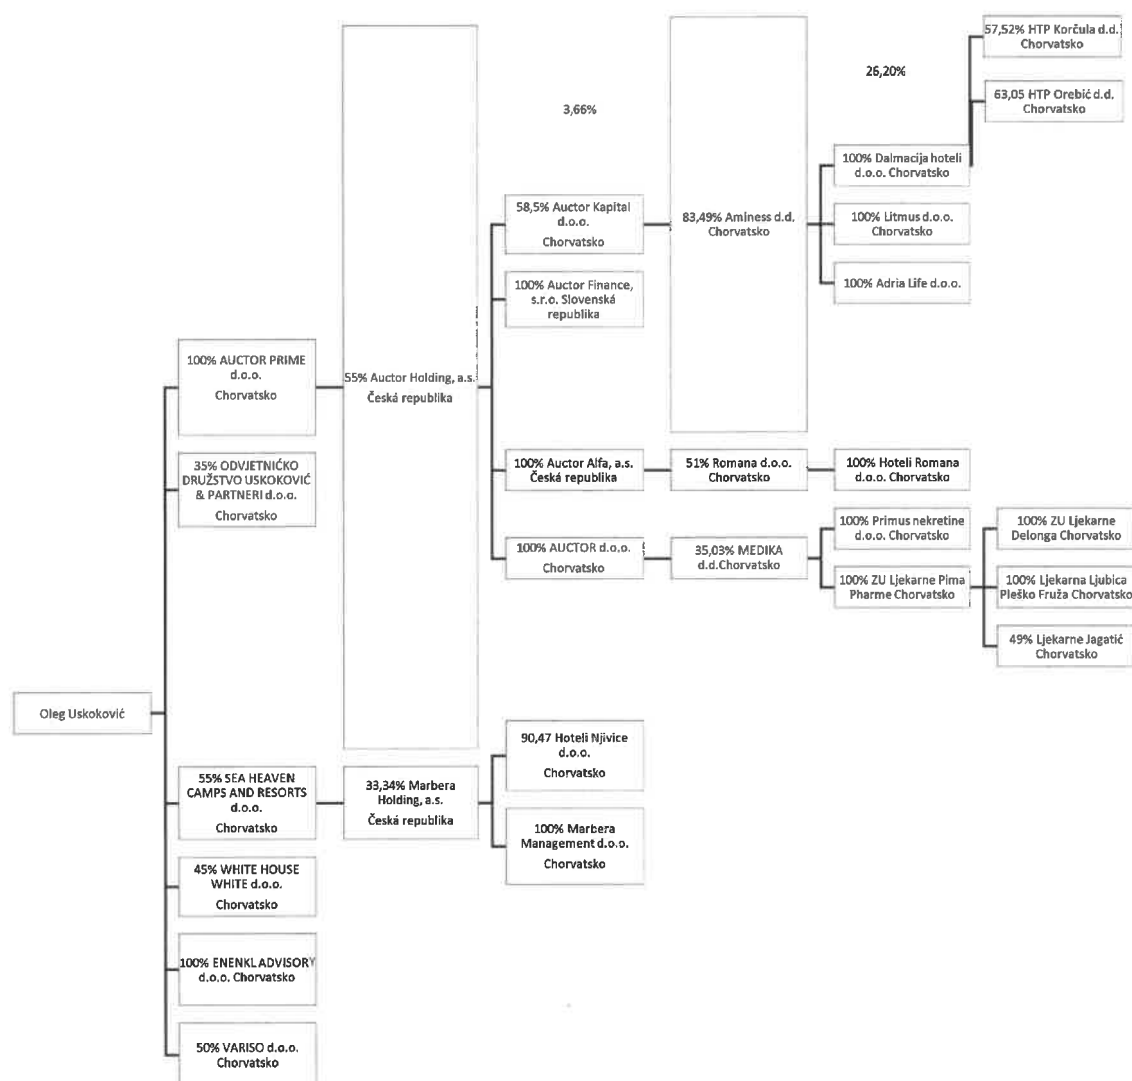 57,52% HTP Korčula d.d.
Chorvatsko
26,20%
63,05 HTP Orebić d.d.
Chorvatsko
3,66%
100% Dalmacija hoteli
d.o.o. Chorvatsko
58,5% Auctor Kapital
d.o.o.
Chorvatsko
83,49% Aminess d.d.
Chorvatsko
100% Litmus d.o.o.
Chorvatsko
100% Auctor Finance,
s.r.o. Slovenská
republika
100% Adria Life d.o.o.
100% AUCTOR PRIME
d.o.o.
Chorvatsko
55% Auctor Holding, a.s.
Česká republika
35% ODVJETNIČKO
DRUŽSTVO USKOKOVIĆ
& PARTNERI d.o.o.
Chorvatsko
100% Auctor Alfa, a.s.
Česká republika
51% Romana d.o.o.
Chorvatsko
100% Hoteli Romana
d.o.o. Chorvatsko
100% AUCTOR d.o.o.
Chorvatsko
35,03% MEDIKA
d.d.Chorvatsko
100% Primus nekretine
d.o.o. Chorvatsko
100% ZU Ljekarne Pima
Pharme Chorvatsko
100% ZU Ljekarne
Delonga Chorvatsko
100% Ljekarna Ljubica
Pleško Fruža Chorvatsko
49% Ljekarne Jagatić
Chorvatsko
Oleg Uskoković
55% SEA HEAVEN
CAMPS AND RESORTS
d.o.o.
Chorvatsko
33,34% Marbera
Holding, a.s.
Česká republika
90,47 Hoteli Njivice
d.o.o.
Chorvatsko
100% Marbera
Management d.o.o.
Chorvatsko
45% WHITE HOUSE
WHITE d.o.o.
Chorvatsko
100% ENENKL ADVISORY
d.o.o. Chorvatsko
50% VARISO d.o.o.
Chorvatsko